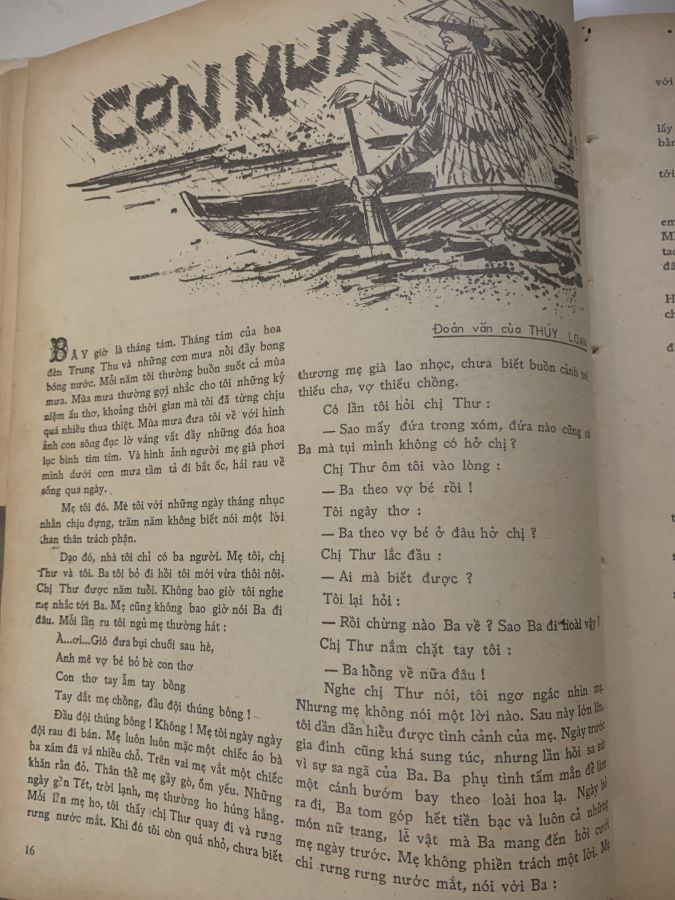 CƠN MƯA
Đoản văn của THÚY LOAN
BÂY giờ là tháng tám. Tháng tám của hoa
đèn Trung Thu và những cơn mưa nồi đầy bong
bóng nước. Mỗi năm tôi thường buồn suốt cả mùa
mưa. Mùa mưa thường gợi nhắc cho tôi những kỷ
niệm ấu thơ, khoảng thời gian mà tôi đã từng chịu
quá nhiều thua thiệt. Mùa mưa đưa tôi về với hình
ảnh con sông đục lờ váng vất đầy những đóa hoa
lục bình tim tím. Và hình ảnh người mẹ già phơi
mình dưới cơn mưa tầm tả đi bắt ốc, hái rau về
sống qua ngày.
Mẹ tôi đó. Mẻ tôi với những ngày tháng nhục
nhằn chịu đựng, trăm năm không biết nói một lời
than thân trách phận.
Dạo đó, nhà tôi chỉ có ba người. Mẹ tôi, chị
Thư và tôi. Ba tôi bỏ đi hồi tôi mới vừa thôi nôi.
Chị Thư được năm tuổi. Không bao giờ tôi nghe
mẹ nhắc tới Ba. Mẹ cũng không bao giờ nói Ba đi
đâu. Mỗi lần ru tôi ngủ mẹ thường hát :
À...ơi...Gió đưa bụi chuối sau hè,
Anh mê vợ bé bỏ bè con thơ
Con thơ tay ẵm tay bồng
Tay dắt mẹ chồng, đầu đội thúng bông !
Đầu đội thúng bông ! Không ! Mẹ tôi ngày ngày
đội rau đi bán. Mẹ luôn luôn mặc một chiếc áo bà
ba xám đã vá nhiều chỗ. Trên vai mẹ vắt một chiếc
khăn rằn đỏ. Thân thể mẹ gầy gò, ốm yếu. Những
ngày gần Tết, trời lạnh, mẹ thường ho húng hắng.
Mỗi lần mẹ ho, tôi thấy chị Thư quay đi và rưng
rưng nước mắt. Khi đó tôi còn quá nhỏ, chưa biết
16
thương mẹ già lao nhọc, chưa biết buồn cảnh trẻ
thiếu cha, vợ thiếu chồng.
Có lần tôi hỏi chị Thư :
— Sao mấy đứa trong xóm, đứa nào cũng có
Ba mà tụi mình không có hở chị ?
Chị Thư ôm tôi vào lòng :
— Ba theo vợ bé rồi !
Tôi ngây thơ :
— Ba theo vợ bé ở đâu hở chị ?
Chị Thư lắc đầu :
— Ai mà biết được ?
Tôi lại hỏi :
— Rồi chừng nào Ba về ? Sao Ba đi hoài vậy !
Chị Thư nắm chặt tay tôi :
— Ba hồng về nữa đâu !
Nghe chị Thư nói, tôi ngơ ngác nhìn mẹ.
Nhưng mẹ không nói một lời nào. Sau này lớn lên,
tôi dần dần hiểu được tình cảnh của mẹ. Ngày trước
gia đình cũng khá sung túc, nhưng lần hồi sa sút
vì sự sa ngã của Ba. Ba phụ tình tấm mẳn để làm
một cánh bướm bay theo loài hoa lạ. Ngày bỏ
ra đi, Ba tom góp hết tiền bạc và luôn cả những
món nữ trang, lễ vật mà Ba mang đến hỏi cưới
mẹ ngày trước. Mẹ không phiền trách một lời. Mẹ
chỉ rưng rưng nước mắt, nói với Ba :
với
lấy
bằn
tới
em
đâ
ch